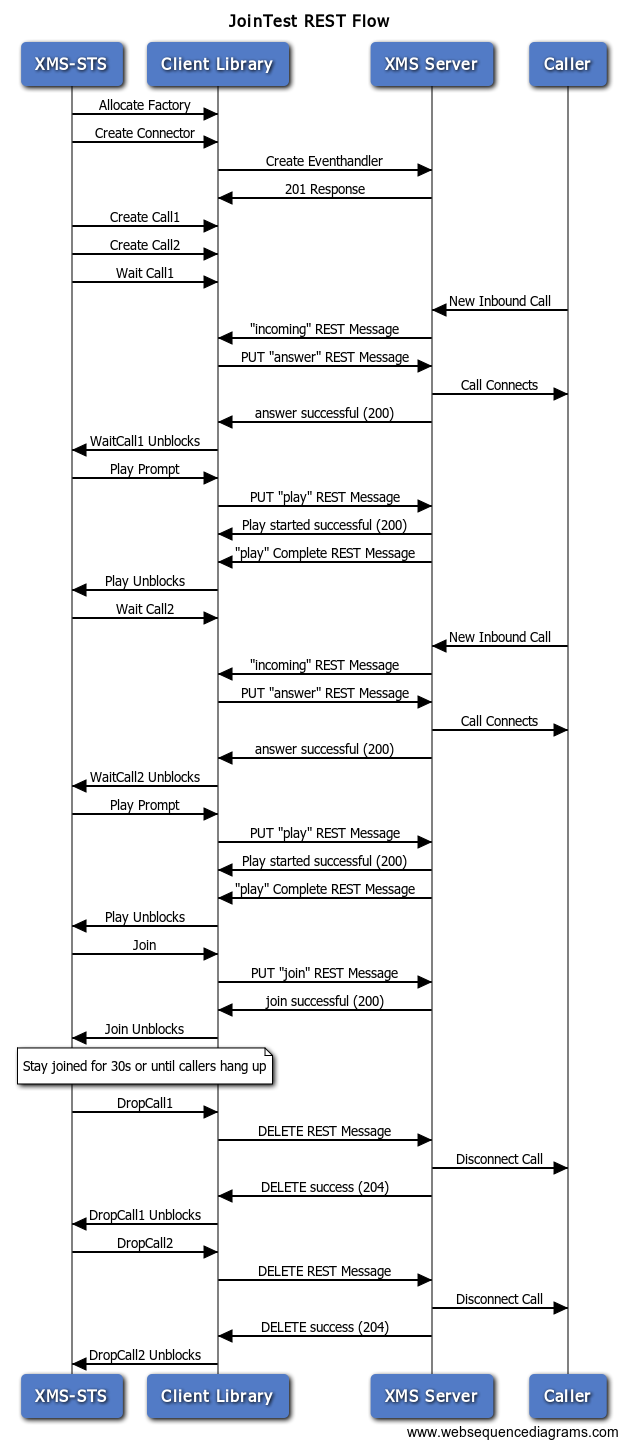 JoinTest REST Flow
XMS-STS Client Library XMS Server Caller
Allocate Factory
Create Connector
Create Eventhandler
201 Response
Create Call1
Create Call2
Wait Call1
New Inbound Call
"incoming" REST Message
PUT "answer" REST Message
Call Connects
answer successful (200)
WaitCall1 Unblocks
Play Prompt
PUT "play" REST Message
Play started successful (200)
"play" Complete REST Message
Play Unblocks
Wait Call2
New Inbound Call
"incoming" REST Message
PUT "answer" REST Message
Call Connects
answer successful (200)
WaitCall2 Unblocks
Play Prompt
PUT "play" REST Message
Play started successful (200)
"play" Complete REST Message
Play Unblocks
Join
PUT "join" REST Message
join successful (200)
Join Unblocks
Stay joined for 30s or until callers hang up
DropCall1
DELETE REST Message
Disconnect Call
DELETE success (204)
DropCall1 Unblocks
DropCall2
DELETE REST Message
Disconnect Call
DELETE success (204)
DropCall2 Unblocks
XMS-STS Client Library XMS Server Caller
www.websequencediagrams.com